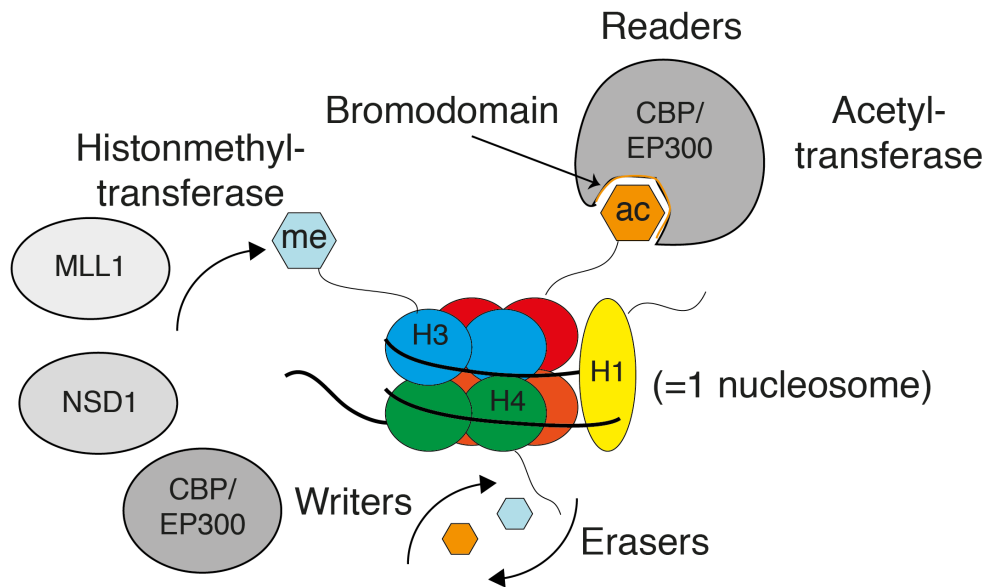 Readers
Bromodomain
CBP/
EP300
Acetyl-
transferase
Histonmethyl-
transferase
me
ac
MLL1
H3
H1
(=1 nucleosome)
NSD1
H4
CBP/
EP300
Writers
Erasers